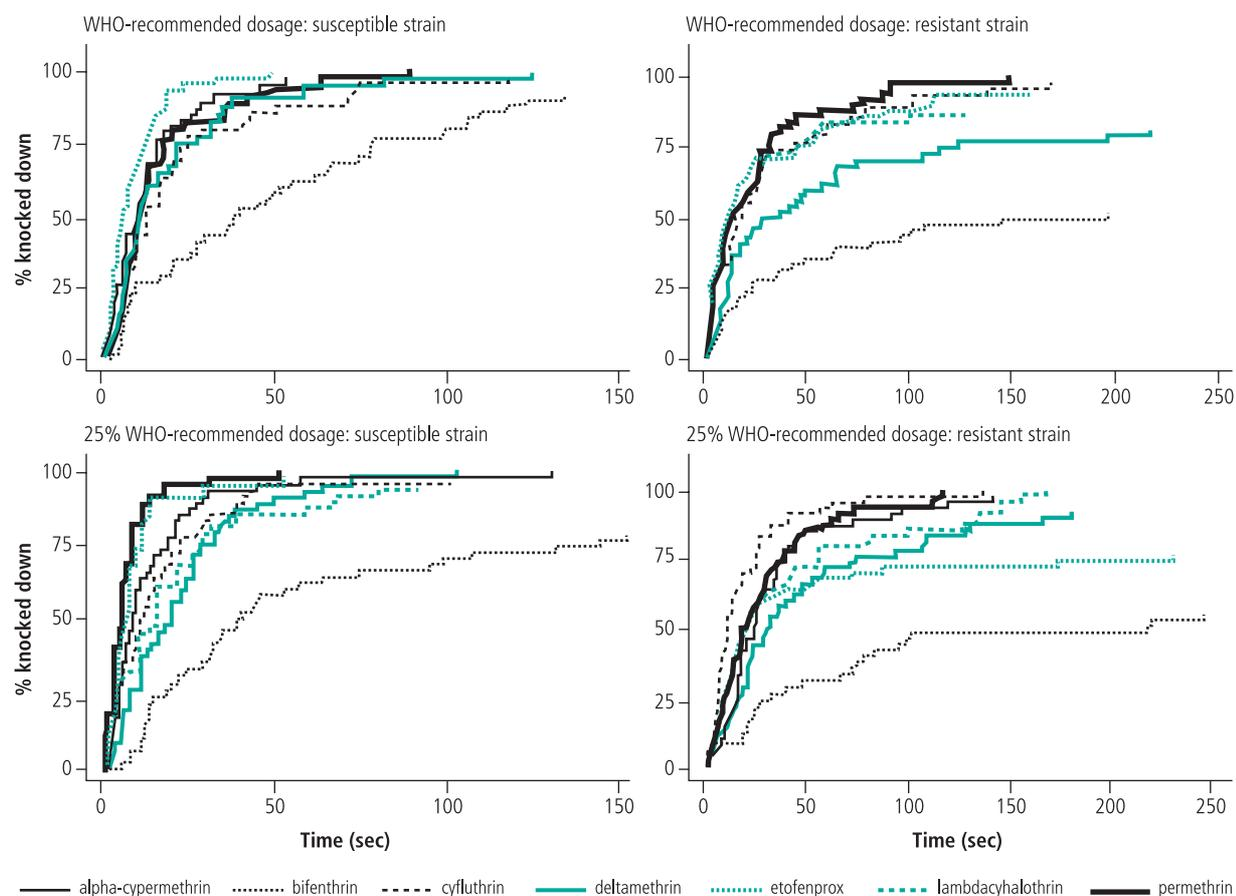 WHO-recommended dosage: susceptible strain
WHO-recommended dosage: resistant strain
% knocked down
100
75
50
25
0
0 50 100 150
100
75
50
25
0
0 50 100 150 200 250
25% WHO-recommended dosage: susceptible strain
25% WHO-recommended dosage: resistant strain
% knocked down
100
75
50
25
0
0 50 100 150
Time (sec)
100
75
50
25
0
0 50 100 150 200 250
Time (sec)
alpha-cypermethrin bifenthrin cyfluthrin deltamethrin etofenprox lambdacyhalothrin permethrin